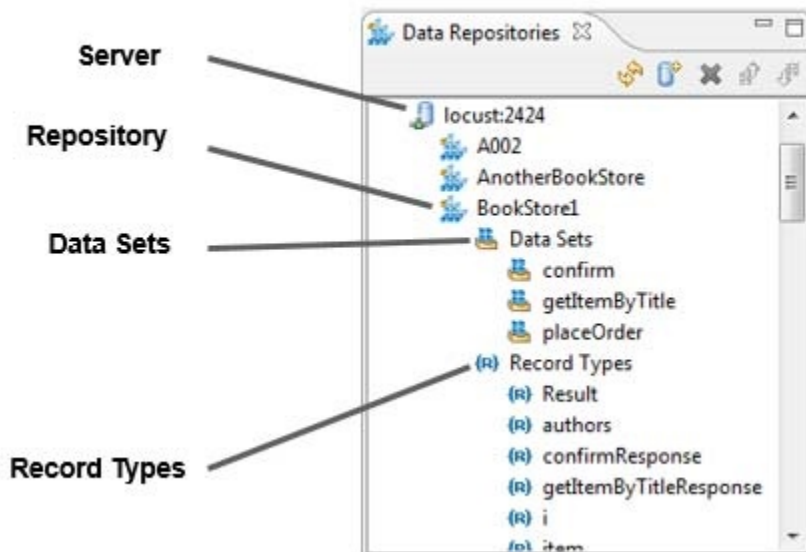 Data Repositories
Server
locust:2424
Repository
A002
AnotherBookStore
BookStore1
Data Sets
Data Sets
confirm
getItemByTitle
placeOrder
(R) Record Types
(R) Result
(R) authors
Record Types
(R) confirmResponse
(R) getItemByTitleResponse
(R) i
(R) item